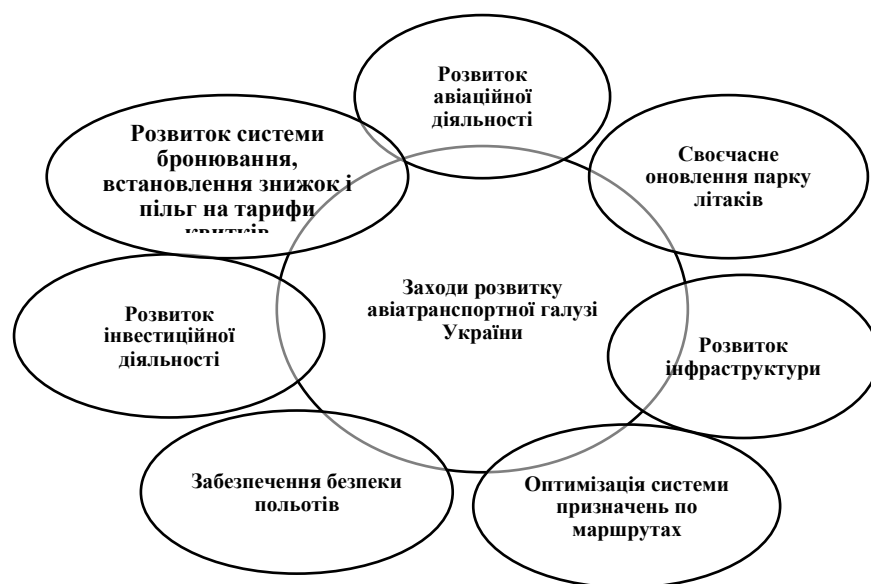 Розвиток
авіаційної
діяльності
Своєчасне
оновлення парку
літаків
Розвиток
інфраструктури
Оптимізація системи
призначень по
маршрутах
Забезпечення безпеки
польотів
Розвиток
інвестиційної
діяльності
Розвиток системи
бронювання,
встановлення знижок і
пільг на тарифи
квитків
Заходи розвитку
авіатранспортної галузі
України